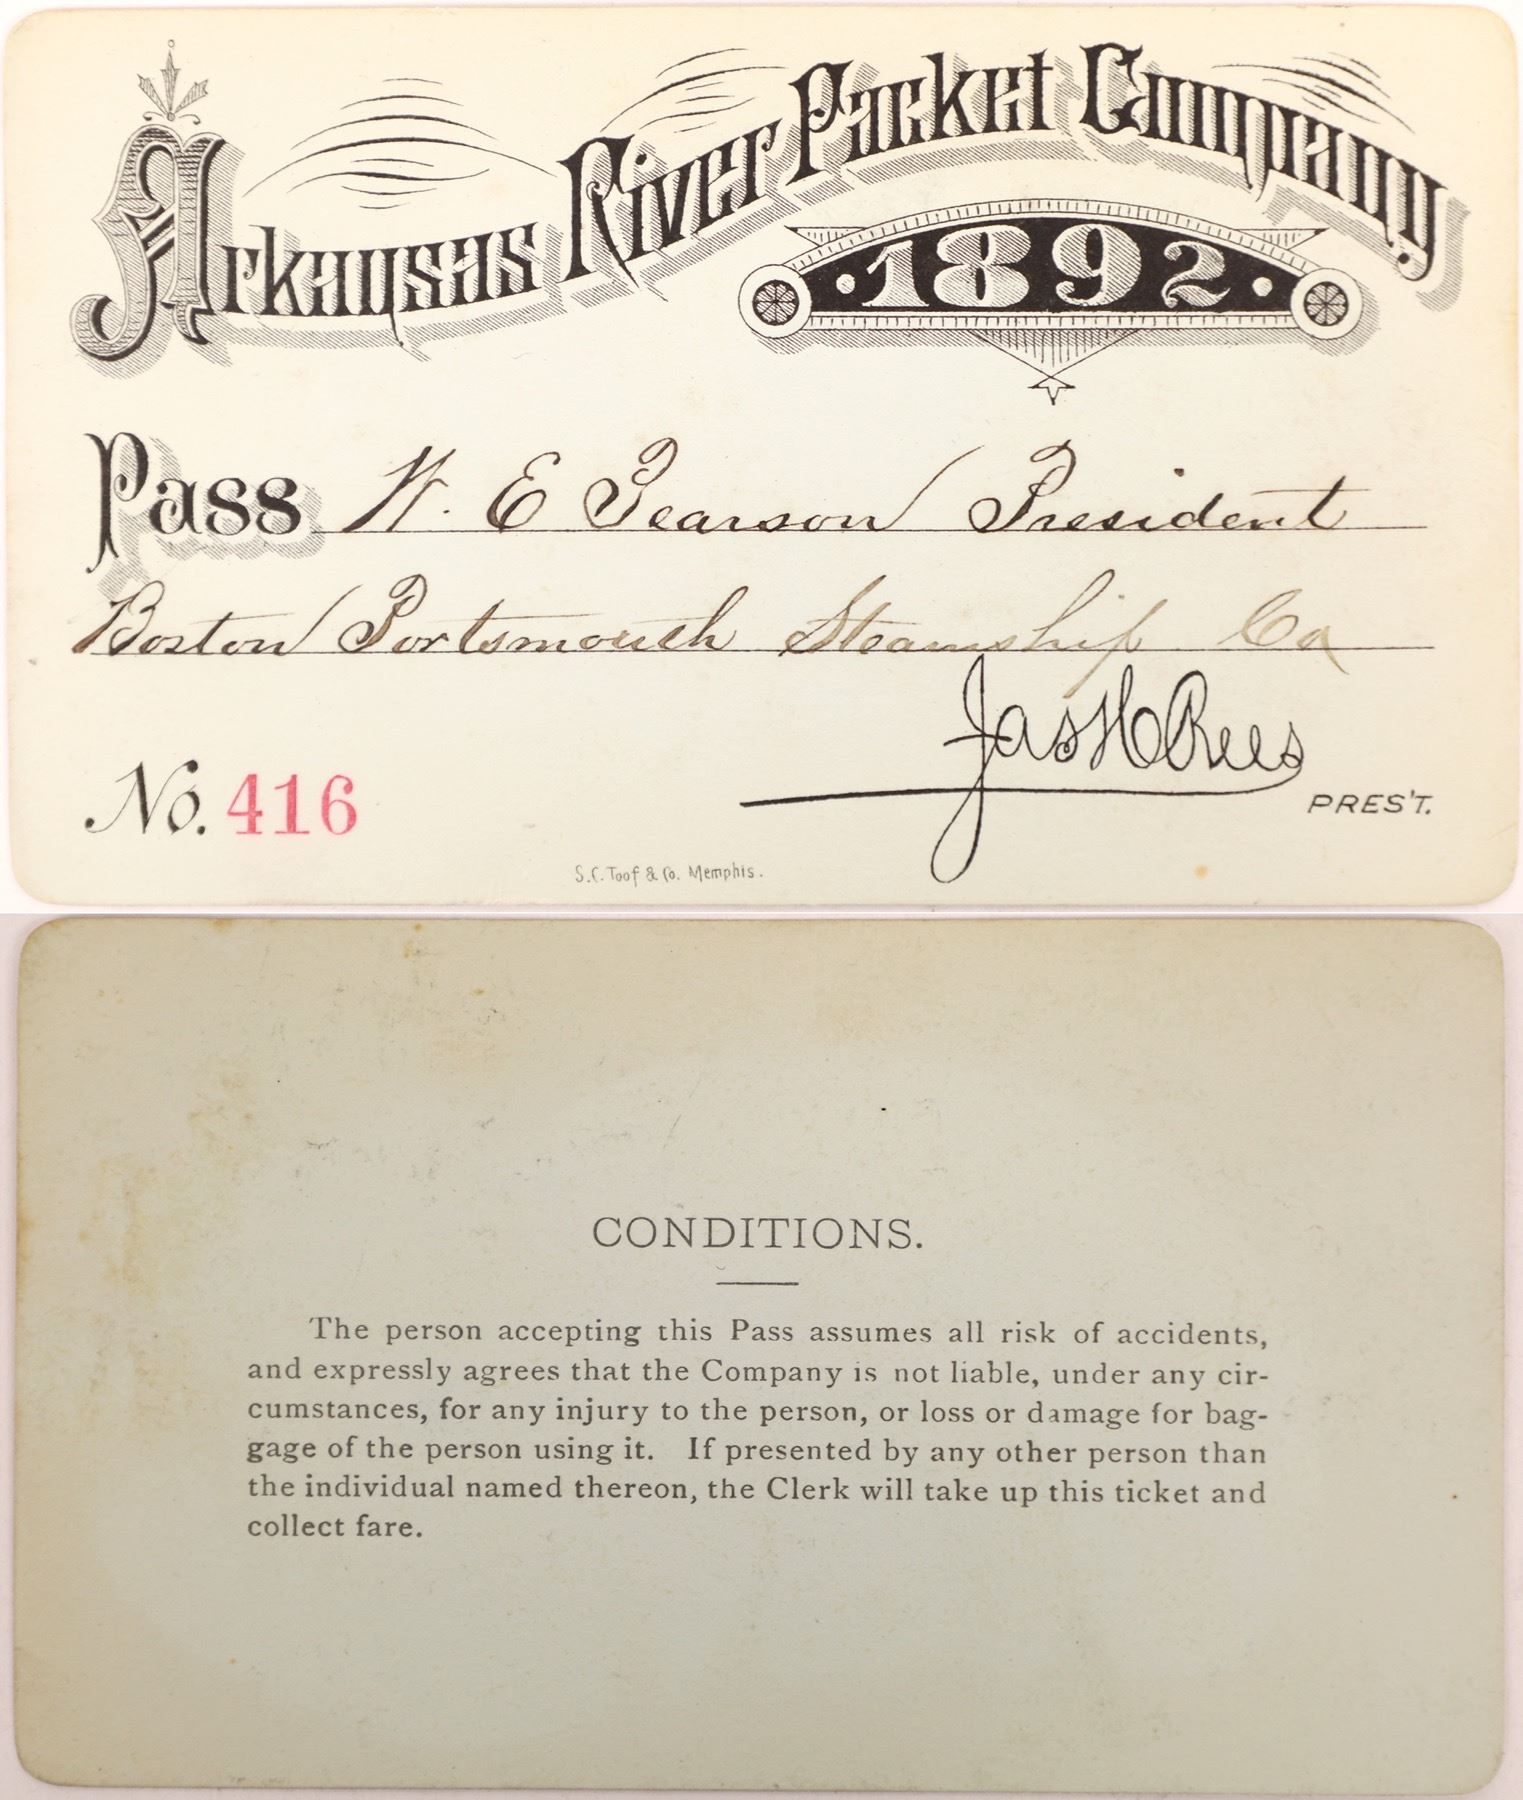 Arkansas River Packet Company
1892
Pass W. E Pearson President
Boston Portsmouth Steamship Co
Jas H Rees
PRES'T.
No. 416
S.C. Toof & Co. Memphis.
CONDITIONS.
The person accepting this Pass assumes all risk of accidents,
and expressly agrees that the Company is not liable, under any cir-
cumstances, for any injury to the person, or loss or damage for bag-
gage of the person using it. If presented by any other person than
the individual named thereon, the Clerk will take up this ticket and
collect fare.